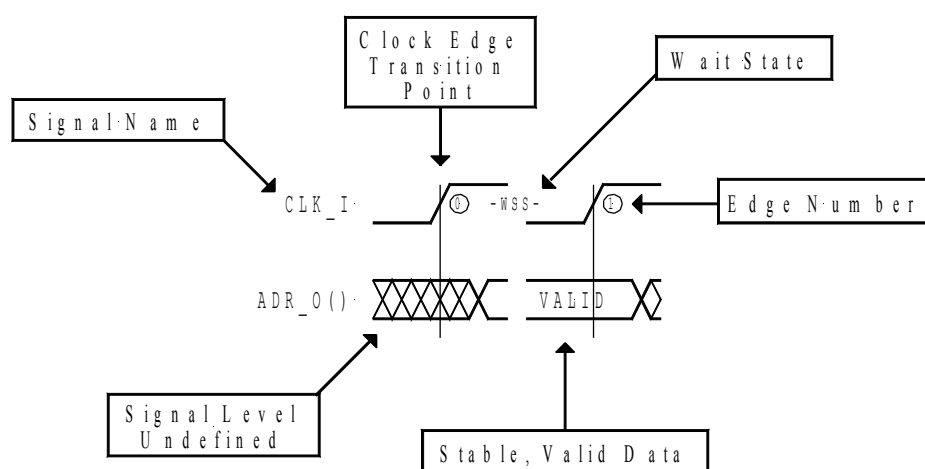 Clock Edge
Transition
Point
Wait State
Signal Name
CLK_I
0
-WSS-
1
Edge Number
ADR_O()
VALID
Signal Level
Undefined
Stable, Valid Data